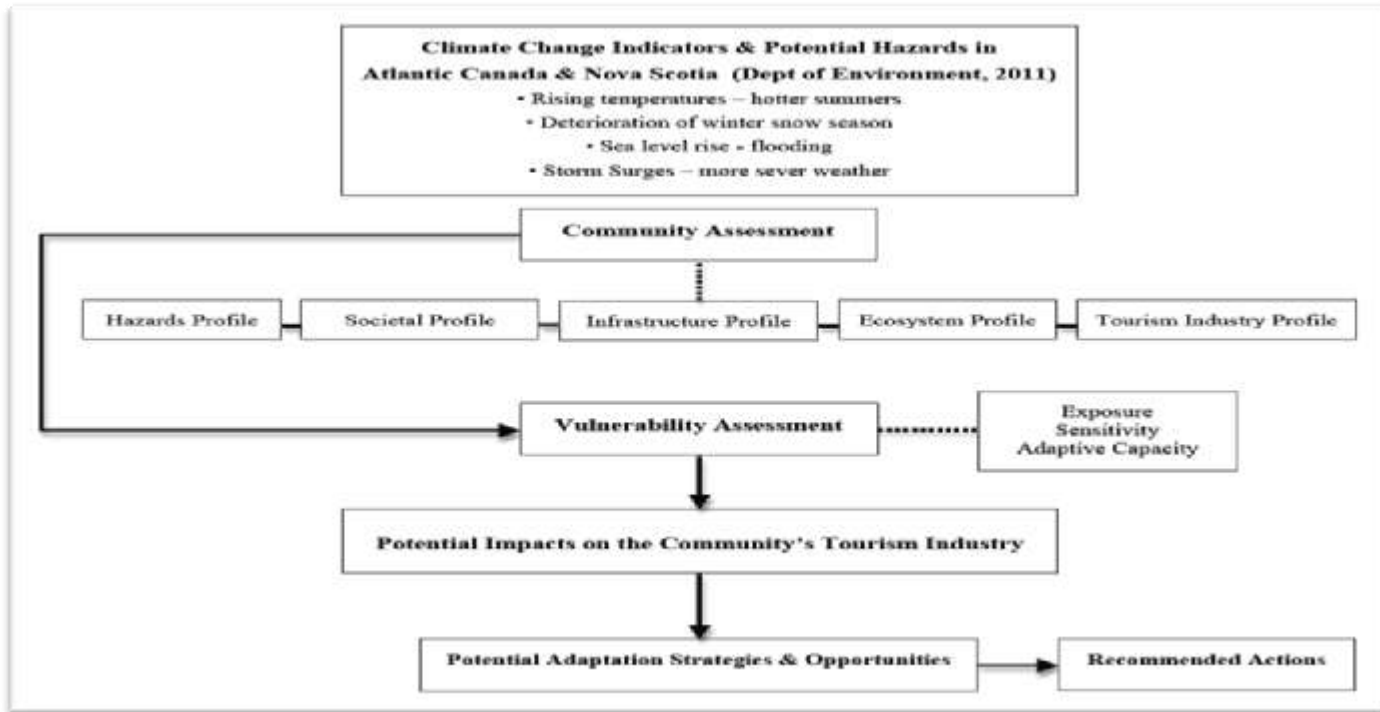 Climate Change Indicators & Potential Hazards in
Atlantic Canada & Nova Scotia (Dept of Environment, 2011)
• Rising temperatures – hotter summers
• Deterioration of winter snow season
• Sea level rise - flooding
• Storm Surges – more sever weather
Community Assessment
Hazards Profile
Societal Profile
Infrastructure Profile
Ecosystem Profile
Tourism Industry Profile
Vulnerability Assessment
Exposure
Sensitivity
Adaptive Capacity
Potential Impacts on the Community's Tourism Industry
Potential Adaptation Strategies & Opportunities
Recommended Actions